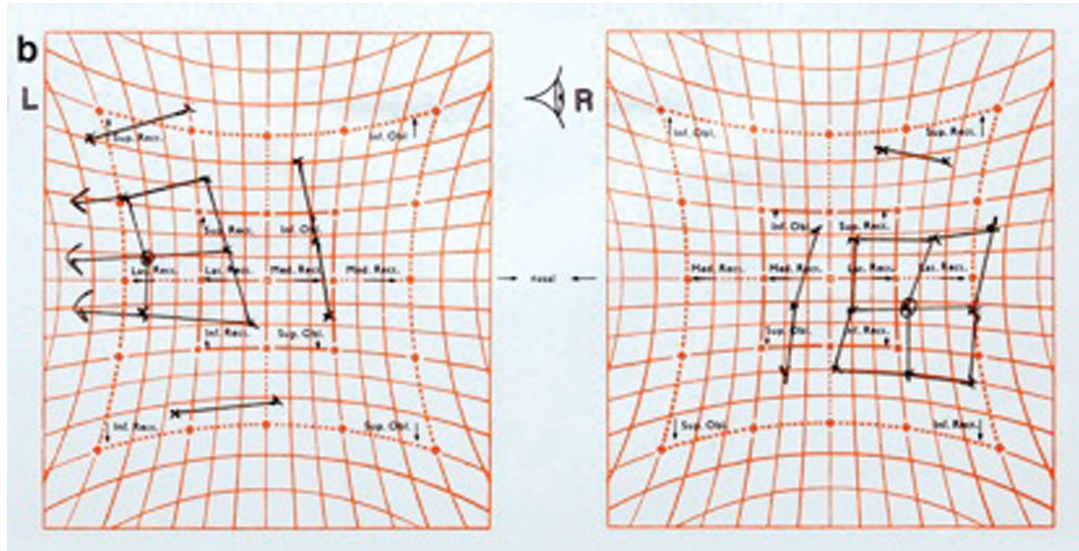 b
L
Sup. Rect. Inf. Obl.
Sup. Rect. Inf. Obl.
Lat. Rect. Lat. Rect. Med. Rect. Med. Rect.
Inf. Rect. Sup. Obl.
Inf. Rect. Sup. Obl.
nasal
R
Inf. Obl. Sup. Rect.
Inf. Obl. Sup. Rect.
Med. Rect. Med. Rect. Lat. Rect. Lat. Rect.
Sup. Obl. Inf. Rect.
Sup. Obl. Inf. Rect.